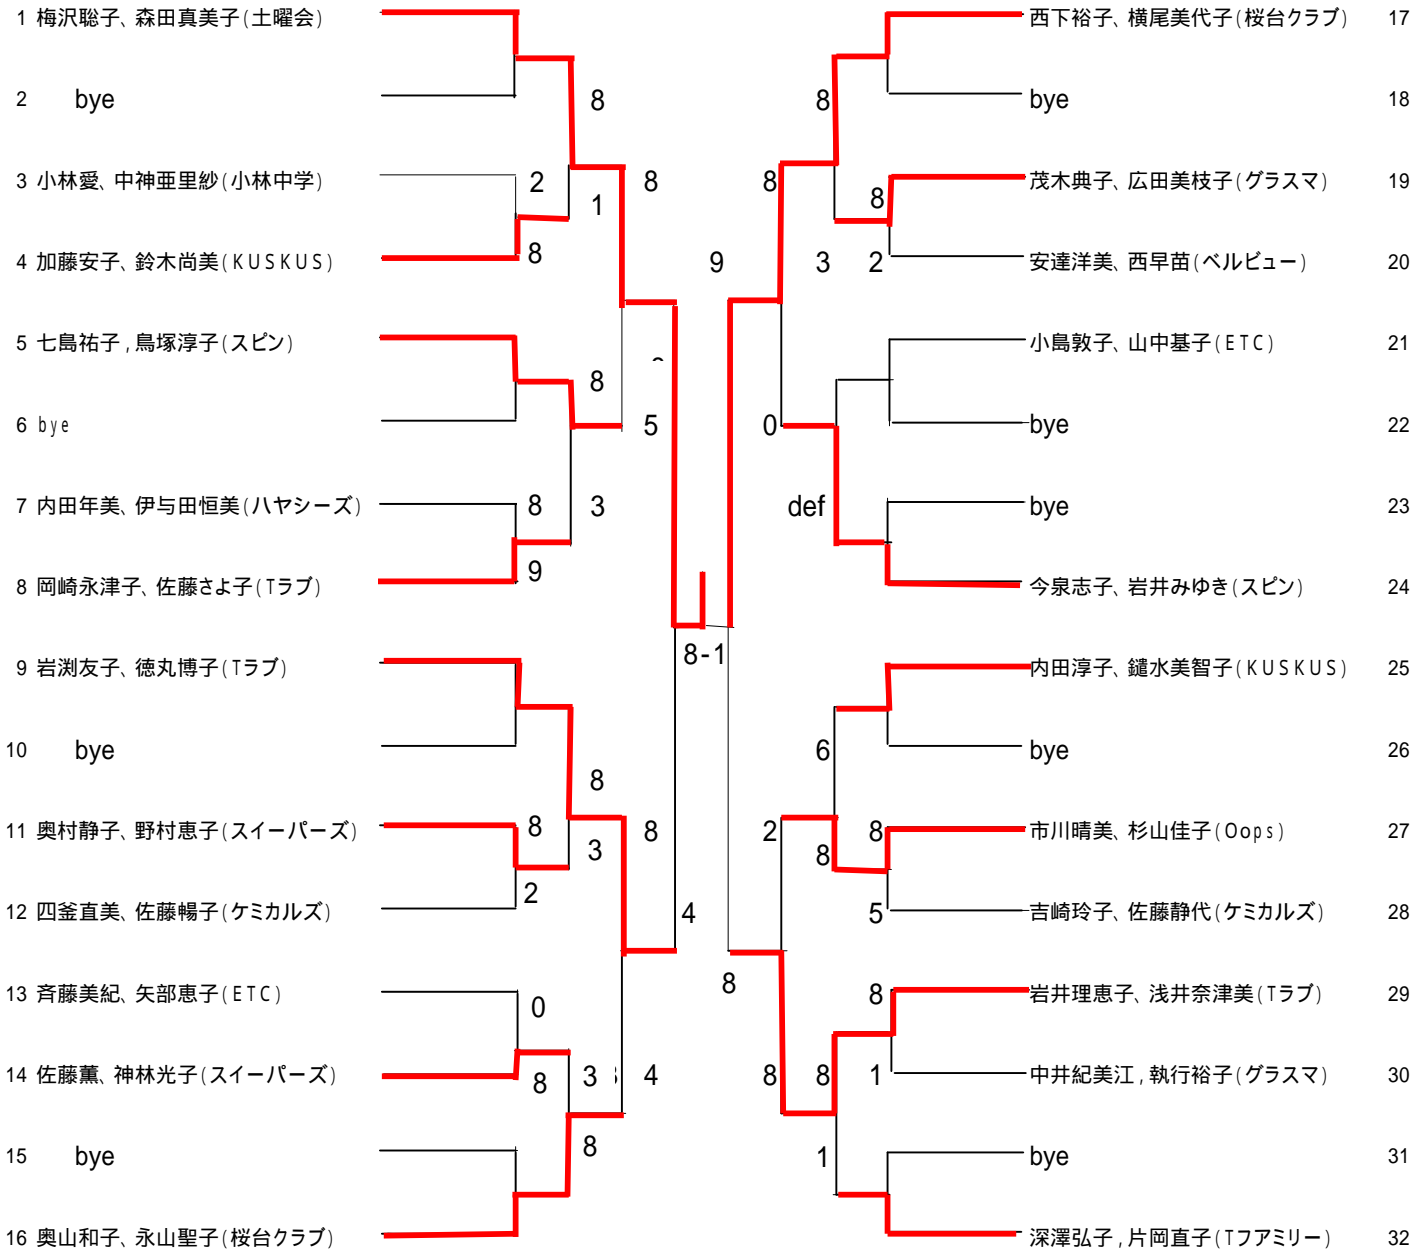 1 梅沢聡子、森田真美子(土曜会)
2 bye
3 小林愛、中神亜里紗(小林中学)
4 加藤安子、鈴木尚美(KUSKUS)
5 七島祐子,鳥塚淳子(スピン)
6 bye
7 内田年美、伊与田恒美(ハヤシーズ)
8 岡崎永津子、佐藤さよ子(Tラブ)
9 岩渕友子、徳丸博子(Tラブ)
10 bye
11 奥村静子、野村恵子(スイーパーズ)
12 四釜直美、佐藤暢子(ケミカルズ)
13 斉藤美紀、矢部恵子(ETC)
14 佐藤薫、神林光子(スイーパーズ)
15 bye
16 奥山和子、永山聖子(桜台クラブ)
2
8
8
9
8
2
0
8
8
1
8
3
8
3
3
8
8
5
8
4
4
8-1
9
8
8
0
2
8
8
3
def
6
8
8
1
8
2
8
5
8
1
西下裕子、横尾美代子(桜台クラブ) 17
bye 18
茂木典子、広田美枝子(グラスマ) 19
安達洋美、西早苗(ベルビュー) 20
小島敦子、山中基子(ETC) 21
bye 22
bye 23
今泉志子、岩井みゆき(スピン) 24
内田淳子、鑓水美智子(KUSKUS) 25
bye 26
市川晴美、杉山佳子(Oops) 27
吉崎玲子、佐藤静代(ケミカルズ) 28
岩井理恵子、浅井奈津美(Tラブ) 29
中井紀美江,執行裕子(グラスマ) 30
bye 31
深澤弘子,片岡直子(Tフアミリー) 32